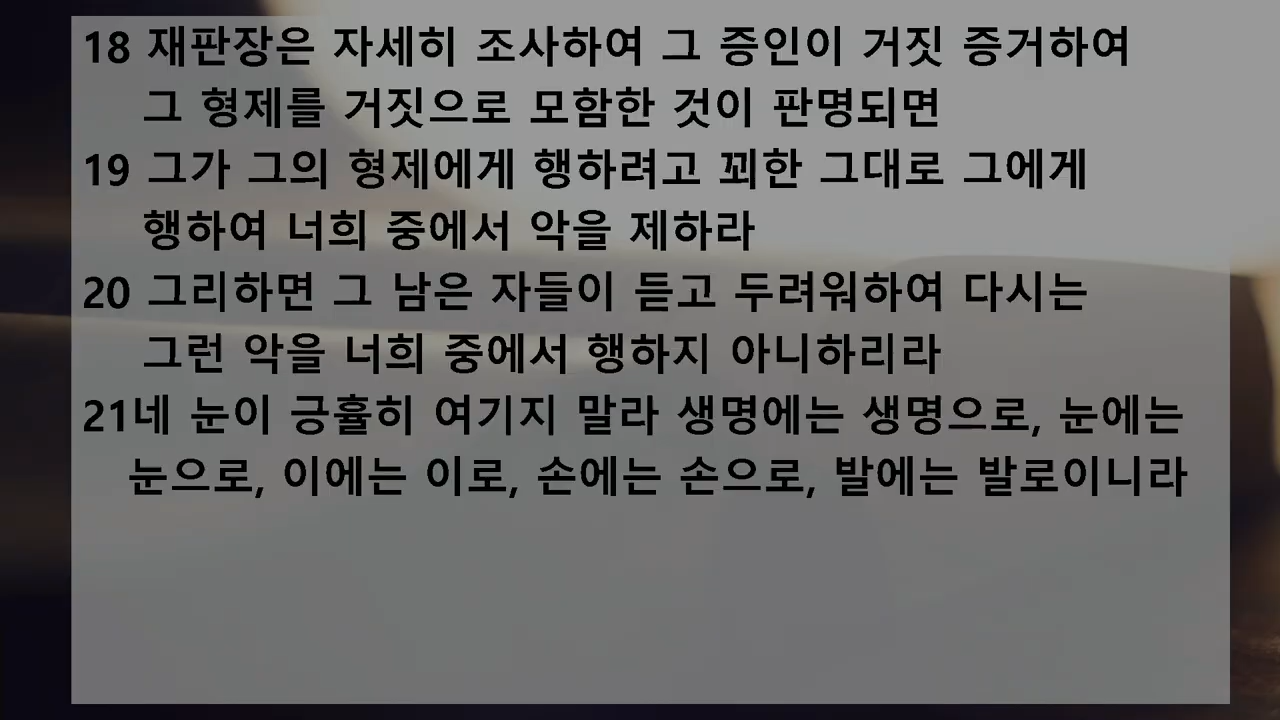 18 재판장은 자세히 조사하여 그 증인이 거짓 증거하여
그 형제를 거짓으로 모함한 것이 판명되면
19 그가 그의 형제에게 행하려고 꾀한 그대로 그에게
행하여 너희 중에서 악을 제하라
20 그리하면 그 남은 자들이 듣고 두려워하여 다시는
그런 악을 너희 중에서 행하지 아니하리라
21네 눈이 긍휼히 여기지 말라 생명에는 생명으로, 눈에는
눈으로, 이에는 이로, 손에는 손으로, 발에는 발로이니라